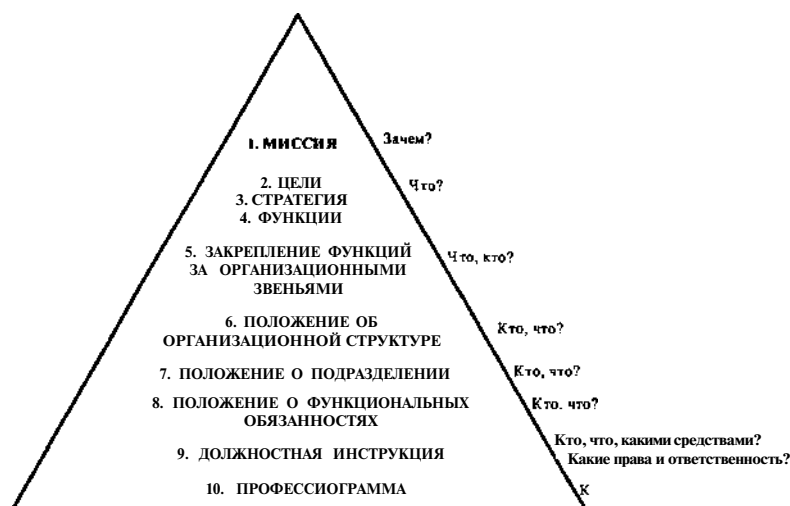 1. МИССИЯ
Зачем?
2. ЦЕЛИ
Что?
3. СТРАТЕГИЯ
4. ФУНКЦИИ
5. ЗАКРЕПЛЕНИЕ ФУНКЦИЙ
ЗА ОРГАНИЗАЦИОННЫМИ
ЗВЕНЬЯМИ
Что, кто?
6. ПОЛОЖЕНИЕ ОБ
ОРГАНИЗАЦИОННОЙ СТРУКТУРЕ
Кто, что?
7. ПОЛОЖЕНИЕ О ПОДРАЗДЕЛЕНИИ
Кто, что?
8. ПОЛОЖЕНИЕ О ФУНКЦИОНАЛЬНЫХ
ОБЯЗАННОСТЯХ
Кто. что?
9. ДОЛЖНОСТНАЯ ИНСТРУКЦИЯ
Кто, что, какими средствами?
Какие права и ответственность?
10. ПРОФЕССИОГРАММА
К